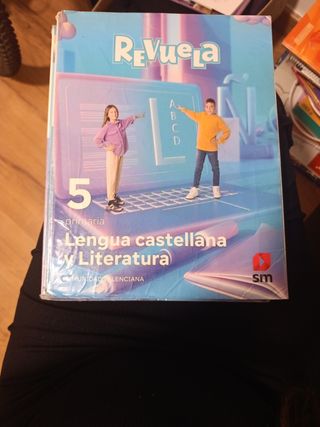 REVUELA
A
B C D
L
5
primaria
Lengua castellana
y Literatura
COMUNIDAD VALENCIANA
sm